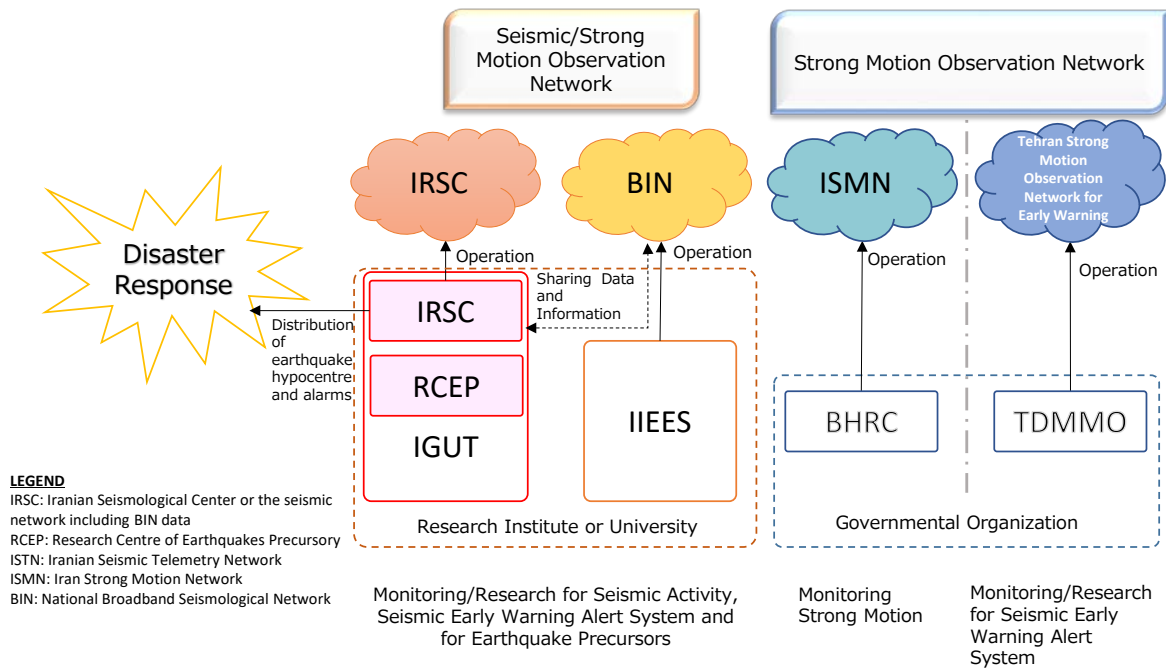 Seismic/Strong
Motion Observation
Network
Strong Motion Observation Network
IRSC
BIN
ISMN
Tehran Strong
Motion
Observation
Network for
Early Warning
Disaster
Response
Operation
Operation
Operation
Operation
Sharing Data
and
Information
Distribution
of
earthquake
hypocentre
and alarms
IRSC
RCEP
IGUT
IIEES
BHRC
TDMMO
Research Institute or University
Governmental Organization
LEGEND
IRSC: Iranian Seismological Center or the seismic
network including BIN data
RCEP: Research Centre of Earthquakes Precursory
ISTN: Iranian Seismic Telemetry Network
ISMN: Iran Strong Motion Network
BIN: National Broadband Seismological Network
Monitoring/Research for Seismic Activity,
Seismic Early Warning Alert System and
for Earthquake Precursors
Monitoring
Strong Motion
Monitoring/Research
for Seismic Early
Warning Alert
System